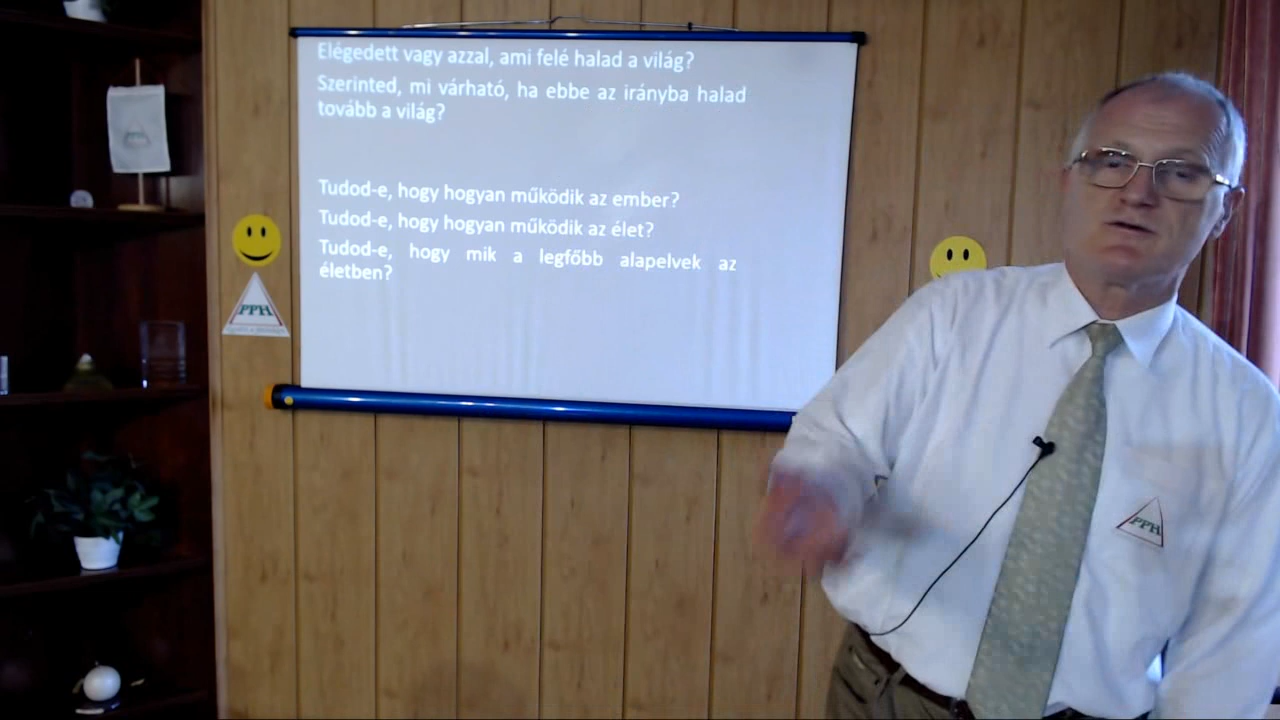 Elégedett vagy azzal, ami felé halad a világ?
Szerinted, mi várható, ha ebbe az irányba halad
tovább a világ?
Tudod-e, hogy hogyan működik az ember?
Tudod-e, hogy hogyan működik az élet?
Tudod-e, hogy mik a legfőbb alapelvek az
életben?
PPH
PPH